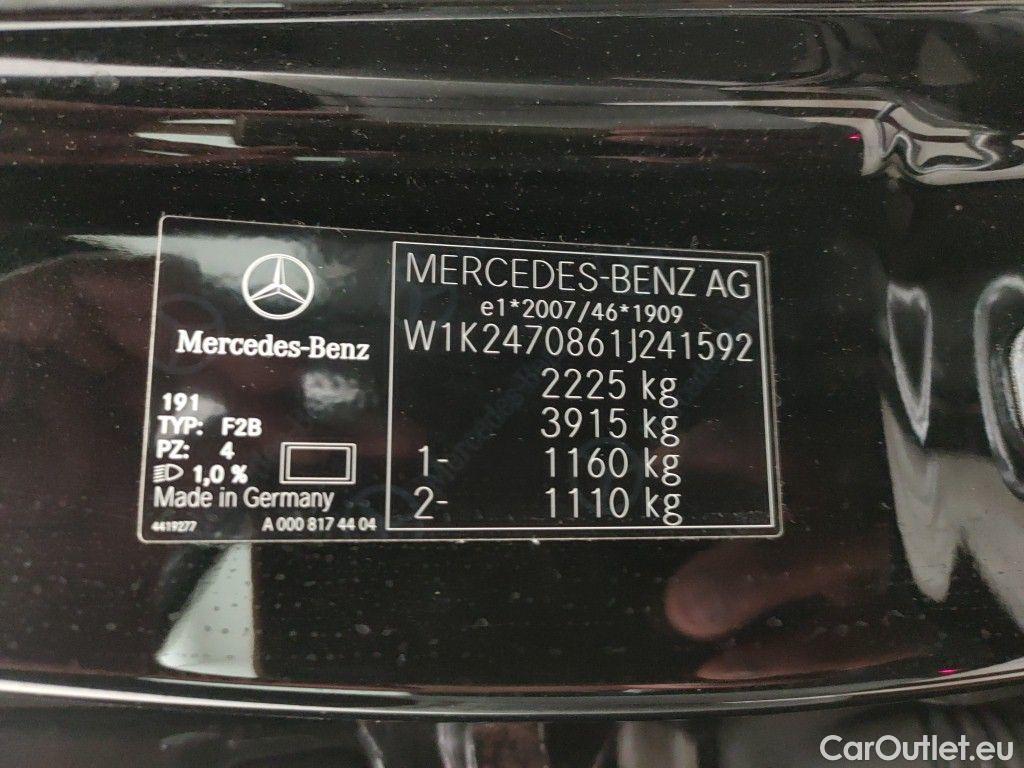 Mercedes-Benz
191
TYP: F2B
PZ: 4
1,0 %
Made in Germany
4419277 A 000 817 44 04
MERCEDES-BENZ AG
e1*2007/46*1909
W1K2470861J241592
2225 kg
3915 kg
1- 1160 kg
2- 1110 kg
CarOutlet.eu